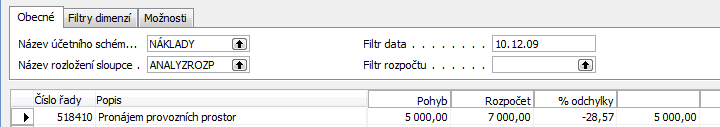 Obecné Filtry dimenzí Možnosti
Název účetního schém... NÁKLADY Filtr data . . . . . . . . 10.12.09
Název rozložení sloupce . ANALYZROZP Filtr rozpočtu . . . . . .
Číslo řady Popis Pohyb Rozpočet % odchylky
518410 Pronájem provozních prostor 5 000,00 7 000,00 -28,57 5 000,00